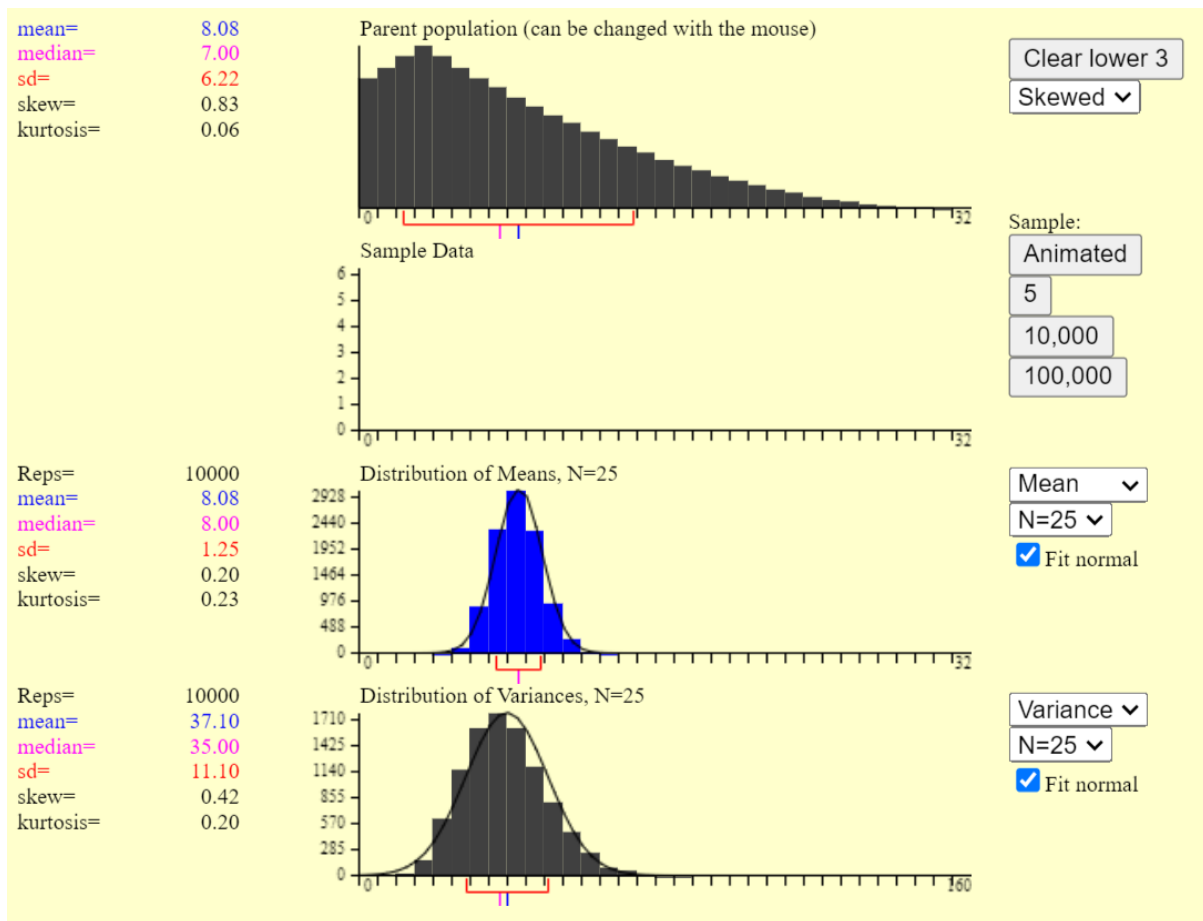 mean= 8.08
median= 7.00
sd= 6.22
skew= 0.83
kurtosis= 0.06
Parent population (can be changed with the mouse)
0 32
Clear lower 3
Skewed
Sample Data
6
5
4
3
2
1
0
0 32
Sample:
Animated
5
10,000
100,000
Reps= 10000
mean= 8.08
median= 8.00
sd= 1.25
skew= 0.20
kurtosis= 0.23
Distribution of Means, N=25
2928
2440
1952
1464
976
488
0
0 32
Mean
N=25
Fit normal
Reps= 10000
mean= 37.10
median= 35.00
sd= 11.10
skew= 0.42
kurtosis= 0.20
Distribution of Variances, N=25
1710
1425
1140
855
570
285
0
0 160
Variance
N=25
Fit normal